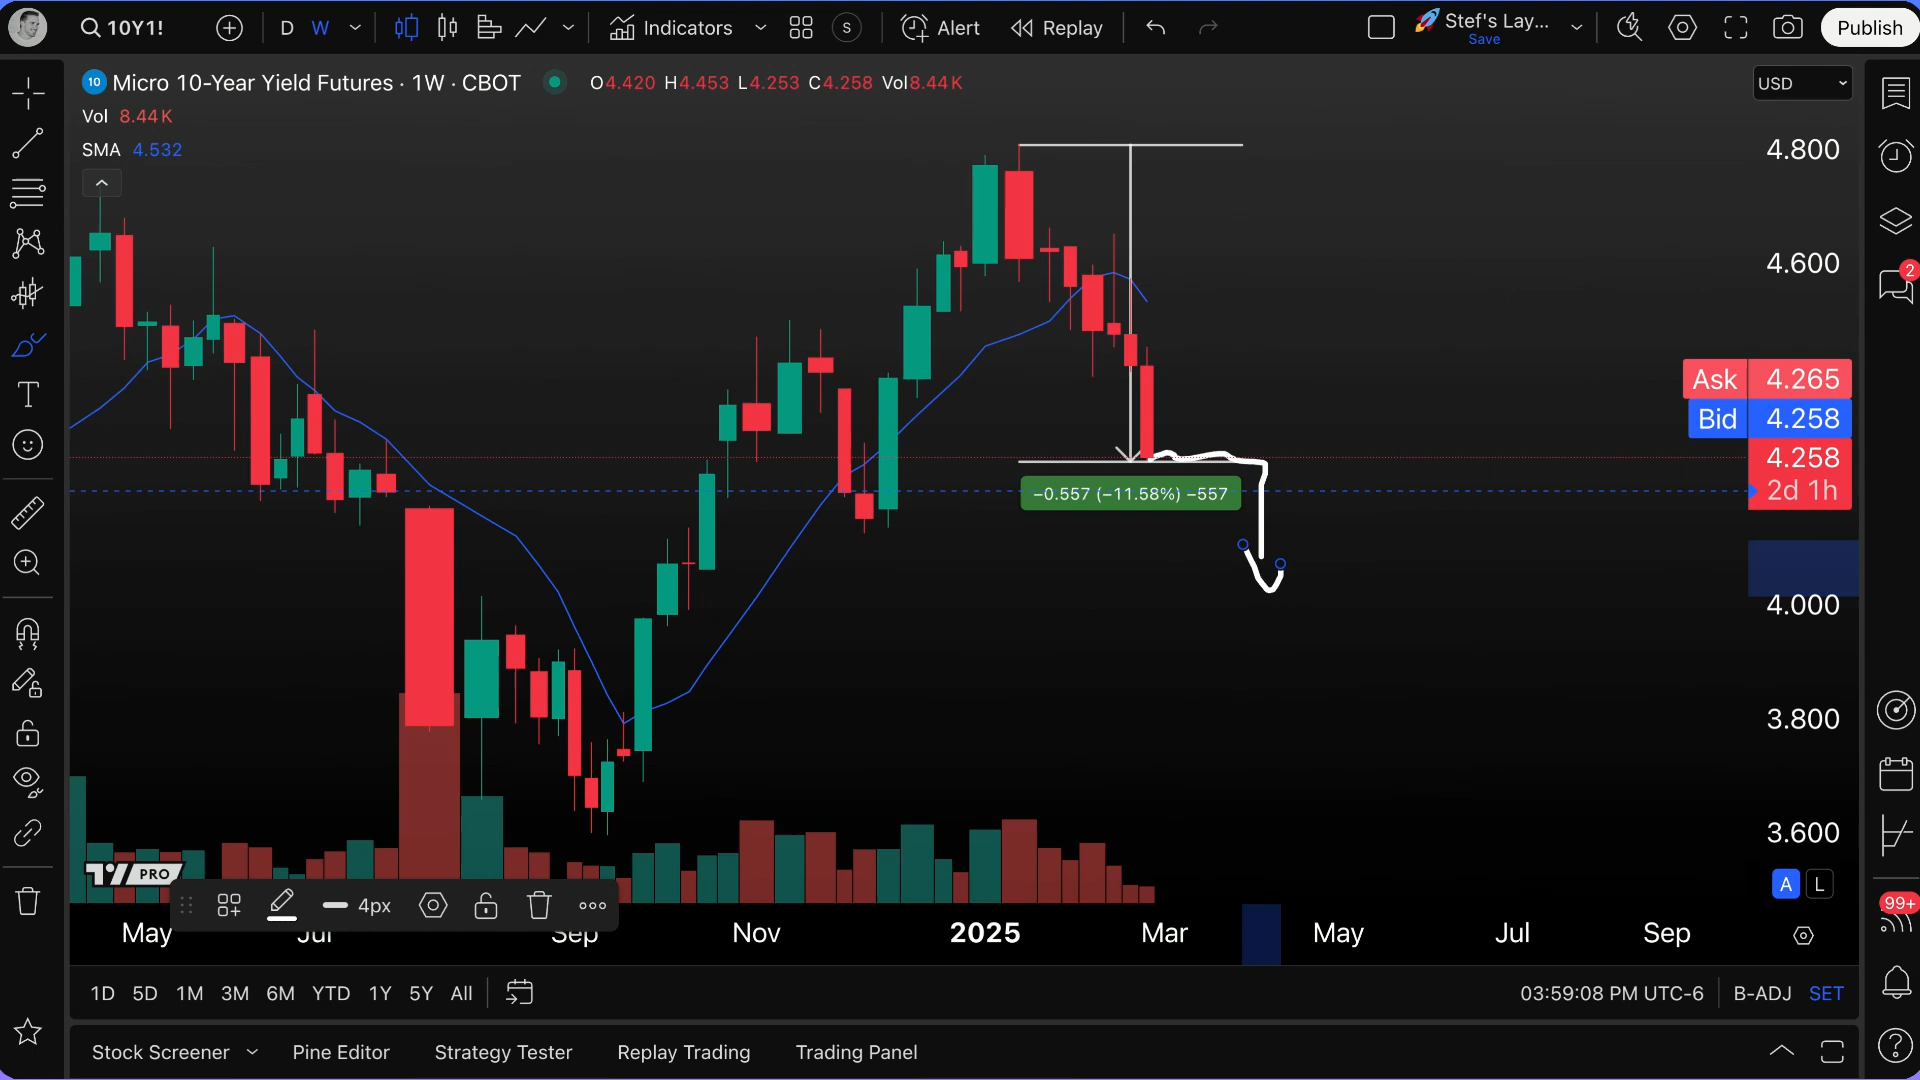 10Y1! D W Indicators S Alert Replay Stef's Lay... Save Publish
10 Micro 10-Year Yield Futures · 1W · CBOT O4.420 H4.453 L4.253 C4.258 Vol8.44K USD
Vol 8.44K
SMA 4.532
4.800
4.600
2
Ask 4.265
Bid 4.258
4.258
2d 1h
−0.557 (−11.58%) −557
4.000
3.800
3.600
PRO
A L
4px
99+
May Jul Sep Nov 2025 Mar May Jul Sep
1D 5D 1M 3M 6M YTD 1Y 5Y All 03:59:08 PM UTC-6 B-ADJ SET
Stock Screener Pine Editor Strategy Tester Replay Trading Trading Panel